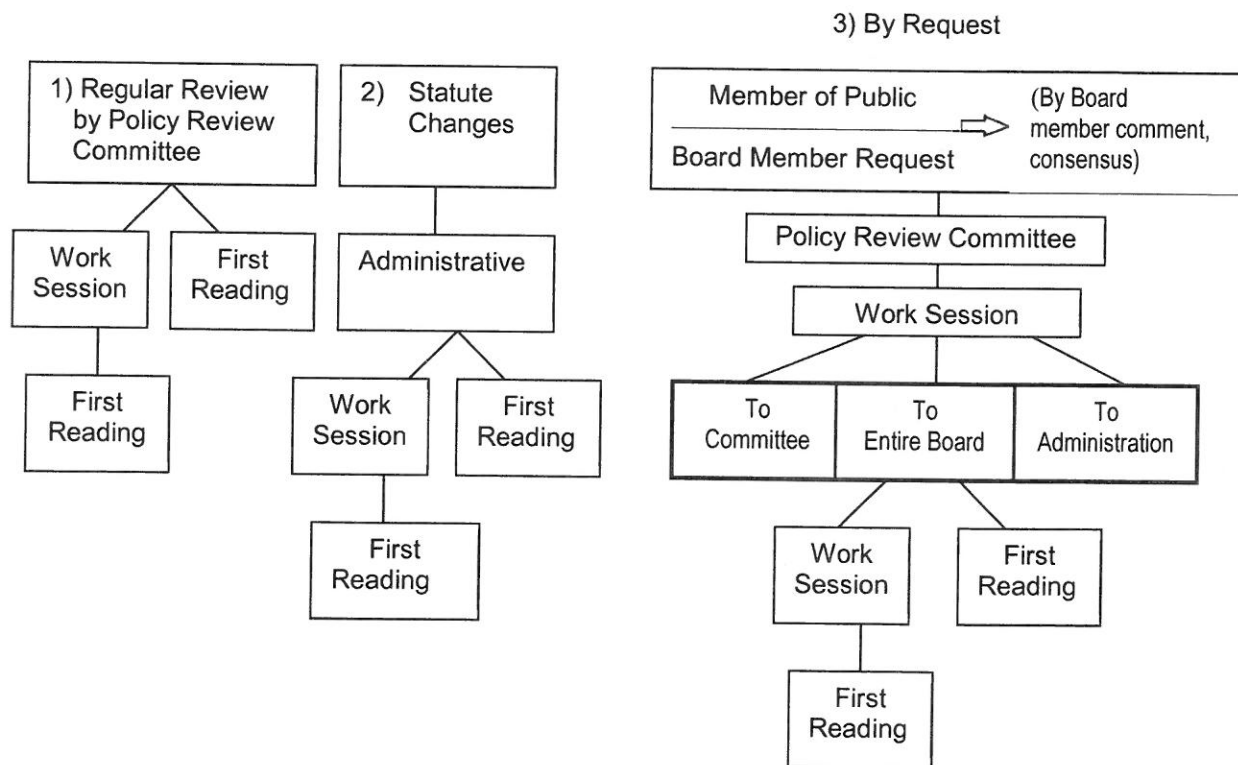 3) By Request
1) Regular Review
by Policy Review
Committee
2) Statute
Changes
Member of Public
Board Member Request
(By Board
member comment,
consensus)
Work
Session
First
Reading
First
Reading
Administrative
Work
Session
First
Reading
First
Reading
Policy Review Committee
Work Session
To
Committee
To
Entire Board
To
Administration
Work
Session
First
Reading
First
Reading